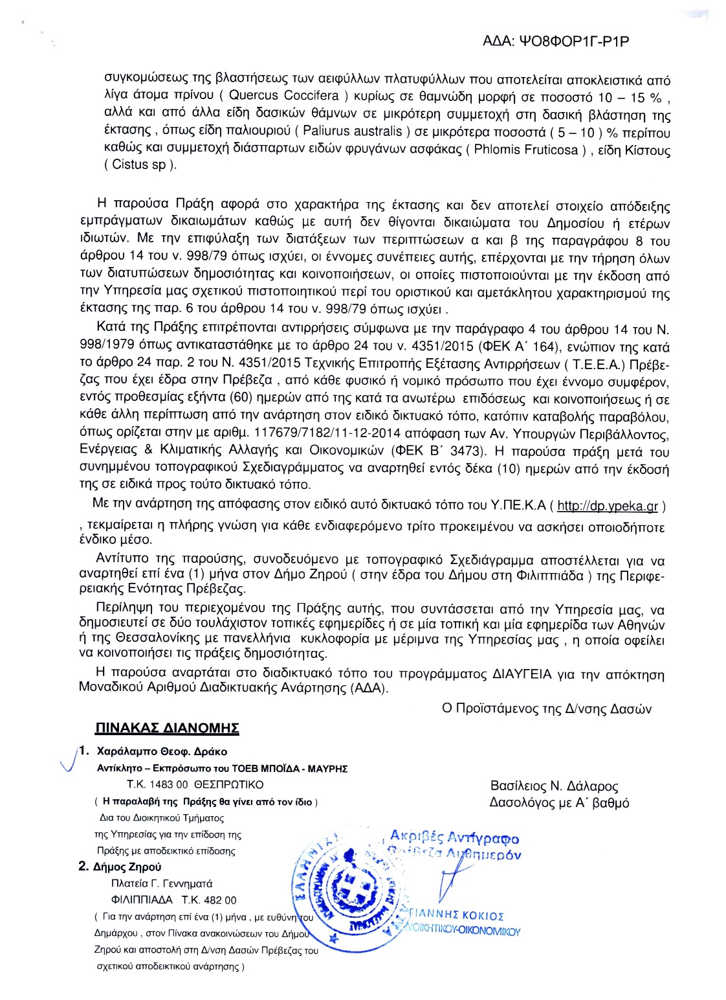 ΑΔΑ: ΨΟ8ΦΟΡ1Γ-Ρ1Ρ
συγκομώσεως της βλαστήσεως των αειφύλλων πλατυφύλλων που αποτελείται αποκλειστικά από
λίγα άτομα πρίνου ( Quercus Coccifera ) κυρίως σε θαμνώδη μορφή σε ποσοστό 10 – 15 % ,
αλλά και από άλλα είδη δασικών θάμνων σε μικρότερη συμμετοχή στη δασική βλάστηση της
έκτασης , όπως είδη παλιουριού ( Paliurus australis ) σε μικρότερα ποσοστά ( 5 – 10 ) % περίπου
καθώς και συμμετοχή διάσπαρτων ειδών φρυγάνων ασφάκας ( Phlomis Fruticosa ) , είδη Κίστους
( Cistus sp ).
Η παρούσα Πράξη αφορά στο χαρακτήρα της έκτασης και δεν αποτελεί στοιχείο απόδειξης
εμπράγματων δικαιωμάτων καθώς με αυτή δεν θίγονται δικαιώματα του Δημοσίου ή ετέρων
ιδιωτών. Με την επιφύλαξη των διατάξεων των περιπτώσεων α και β της παραγράφου 8 του
άρθρου 14 του ν. 998/79 όπως ισχύει, οι έννομες συνέπειες αυτής, επέρχονται με την τήρηση όλων
των διατυπώσεων δημοσιότητας και κοινοποιήσεων, οι οποίες πιστοποιούνται με την έκδοση από
την Υπηρεσία μας σχετικού πιστοποιητικού περί του οριστικού και αμετάκλητου χαρακτηρισμού της
έκτασης της παρ. 6 του άρθρου 14 του ν. 998/79 όπως ισχύει .
Κατά της Πράξης επιτρέπονται αντιρρήσεις σύμφωνα με την παράγραφο 4 του άρθρου 14 του Ν.
998/1979 όπως αντικαταστάθηκε με το άρθρο 24 του ν. 4351/2015 (ΦΕΚ Α΄ 164), ενώπιον της κατά
το άρθρο 24 παρ. 2 του Ν. 4351/2015 Τεχνικής Επιτροπής Εξέτασης Αντιρρήσεων ( Τ.Ε.Ε.Α.) Πρέβε-
ζας που έχει έδρα στην Πρέβεζα , από κάθε φυσικό ή νομικό πρόσωπο που έχει έννομο συμφέρον,
εντός προθεσμίας εξήντα (60) ημερών από της κατά τα ανωτέρω επιδόσεως και κοινοποιήσεως ή σε
κάθε άλλη περίπτωση από την ανάρτηση στον ειδικό δικτυακό τόπο, κατόπιν καταβολής παραβόλου,
όπως ορίζεται στην με αριθμ. 117679/7182/11-12-2014 απόφαση των Αν. Υπουργών Περιβάλλοντος,
Ενέργειας & Κλιματικής Αλλαγής και Οικονομικών (ΦΕΚ Β΄ 3473). Η παρούσα πράξη μετά του
συνημμένου τοπογραφικού Σχεδιαγράμματος να αναρτηθεί εντός δέκα (10) ημερών από την έκδοσή
της σε ειδικά προς τούτο δικτυακό τόπο.
Με την ανάρτηση της απόφασης στον ειδικό αυτό δικτυακό τόπο του Υ.ΠΕ.Κ.Α ( http://dp.ypeka.gr )
, τεκμαίρεται η πλήρης γνώση για κάθε ενδιαφερόμενο τρίτο προκειμένου να ασκήσει οποιοδήποτε
ένδικο μέσο.
Αντίτυπο της παρούσης, συνοδευόμενο με τοπογραφικό Σχεδιάγραμμα αποστέλλεται για να
αναρτηθεί επί ένα (1) μήνα στον Δήμο Ζηρού ( στην έδρα του Δήμου στη Φιλιππιάδα ) της Περιφε-
ρειακής Ενότητας Πρέβεζας.
Περίληψη του περιεχομένου της Πράξης αυτής, που συντάσσεται από την Υπηρεσία μας, να
δημοσιευτεί σε δύο τουλάχιστον τοπικές εφημερίδες ή σε μία τοπική και μία εφημερίδα των Αθηνών
ή της Θεσσαλονίκης με πανελλήνια κυκλοφορία με μέριμνα της Υπηρεσίας μας , η οποία οφείλει
να κοινοποιήσει τις πράξεις δημοσιότητας.
Η παρούσα αναρτάται στο διαδικτυακό τόπο του προγράμματος ΔΙΑΥΓΕΙΑ για την απόκτηση
Μοναδικού Αριθμού Διαδικτυακής Ανάρτησης (ΑΔΑ).
Ο Προϊστάμενος της Δ/νσης Δασών
ΠΙΝΑΚΑΣ ΔΙΑΝΟΜΗΣ
1. Χαράλαμπο Θεοφ. Δράκο
Αντίκλητο – Εκπρόσωπο του ΤΟΕΒ ΜΠΟΪΔΑ - ΜΑΥΡΗΣ
Τ.Κ. 1483 00 ΘΕΣΠΡΩΤΙΚΟ
( Η παραλαβή της Πράξης θα γίνει από τον ίδιο )
Δια του Διοικητικού Τμήματος
της Υπηρεσίας για την επίδοση της
Πράξης με αποδεικτικό επίδοσης
Βασίλειος Ν. Δάλαρος
Δασολόγος με Α΄ βαθμό
2. Δήμος Ζηρού
Πλατεία Γ. Γεννηματά
ΦΙΛΙΠΠΙΑΔΑ Τ.Κ. 482 00
( Για την ανάρτηση επί ένα (1) μήνα , με ευθύνη του
Δημάρχου , στον Πίνακα ανακοινώσεων του Δήμου
Ζηρού και αποστολή στη Δ/νση Δασών Πρέβεζας του
σχετικού αποδεικτικού ανάρτησης )
Ακριβές Αντίγραφο
Πρέβεζα Αυθημερόν
ΓΙΑΝΝΗΣ ΚΟΚΙΟΣ
ΔΙΟΙΚΗΤΙΚΟΥ-ΟΙΚΟΝΟΜΙΚΟΥ